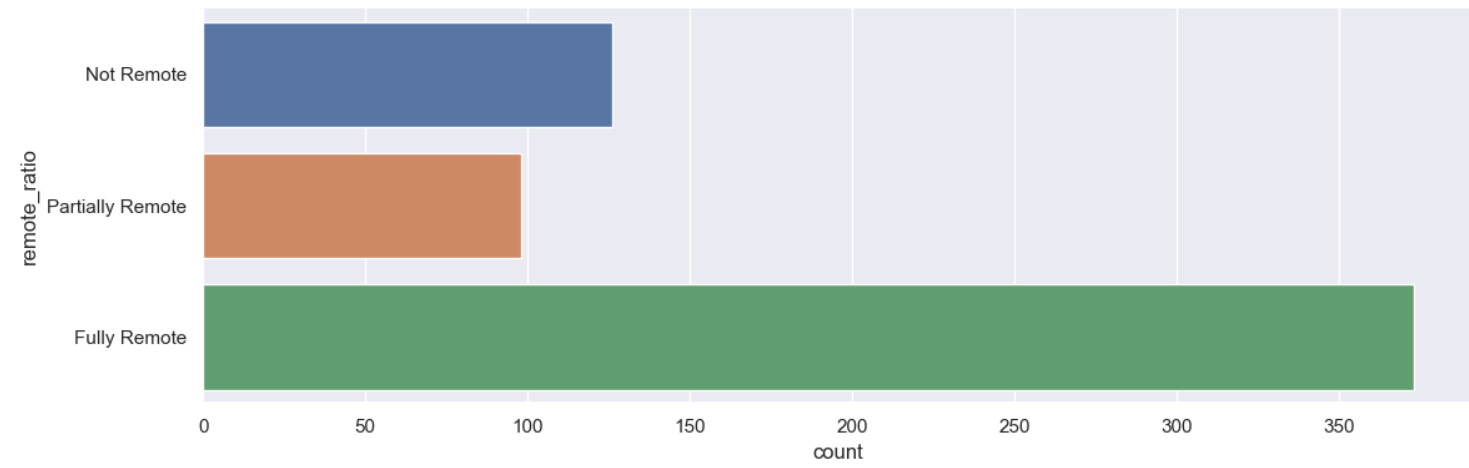 Not Remote
Partially Remote
Fully Remote
remote_ratio
0 50 100 150 200 250 300 350
count